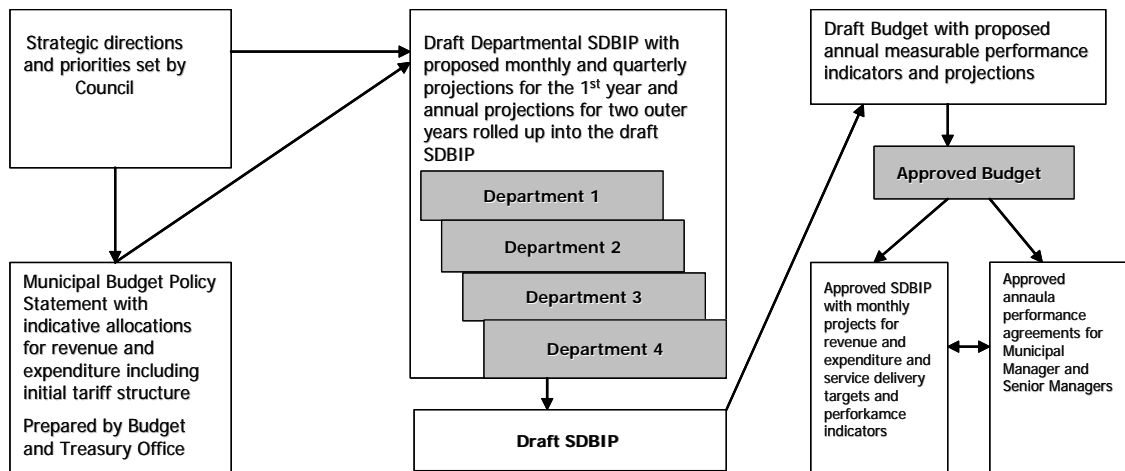 Strategic directions
and priorities set by
Council
Municipal Budget Policy
Statement with
indicative allocations
for revenue and
expenditure including
initial tariff structure
Prepared by Budget
and Treasury Office
Draft Departmental SDBIP with
proposed monthly and quarterly
projections for the 1st year and
annual projections for two outer
years rolled up into the draft
SDBIP
Department 1
Department 2
Department 3
Department 4
Draft SDBIP
Draft Budget with proposed
annual measurable performance
indicators and projections
Approved Budget
Approved SDBIP
with monthly
projects for
revenue and
expenditure and
service delivery
targets and
perforkamce
indicators
Approved
annaula
performance
agreements for
Municipal
Manager and
Senior Managers